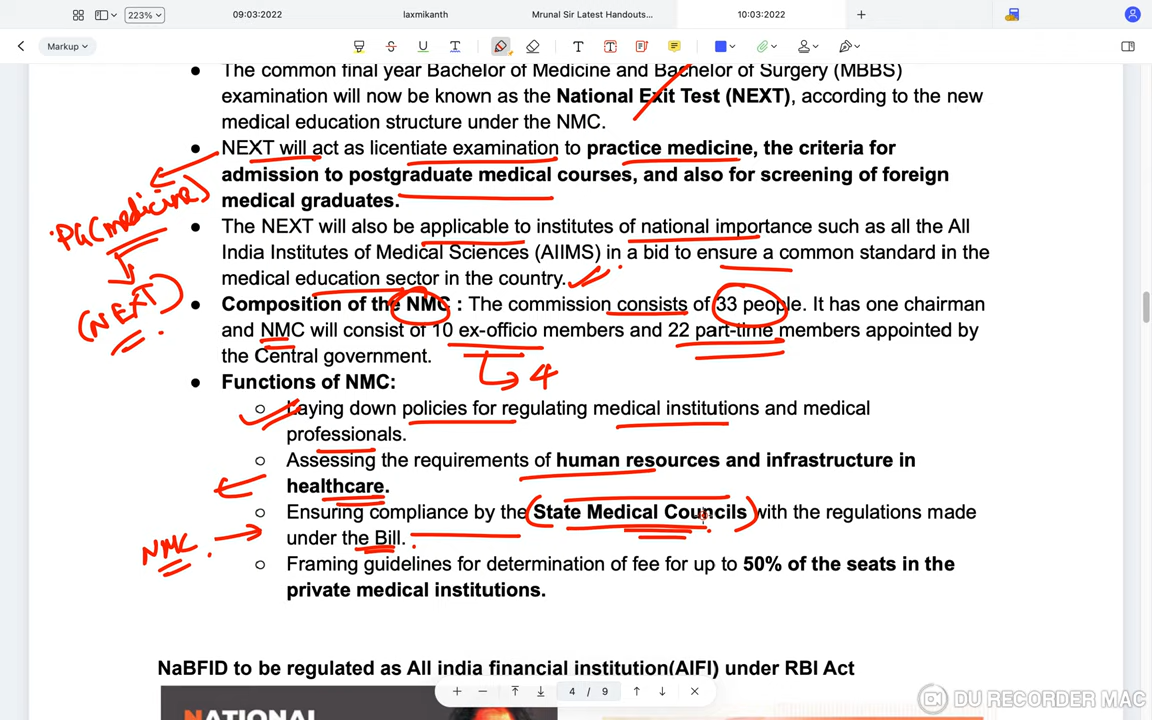 223%
09:03:2022
laxmikanth
Mrunal Sir Latest Handouts...
10:03:2022
Markup
The common final year Bachelor of Medicine and Bachelor of Surgery (MBBS)
examination will now be known as the National Exit Test (NEXT), according to the new
medical education structure under the NMC.
NEXT will act as licentiate examination to practice medicine, the criteria for
admission to postgraduate medical courses, and also for screening of foreign
medical graduates.
PG(medicine)
The NEXT will also be applicable to institutes of national importance such as all the All
India Institutes of Medical Sciences (AIIMS) in a bid to ensure a common standard in the
medical education sector in the country.
(NEXT)
Composition of the NMC : The commission consists of 33 people. It has one chairman
and NMC will consist of 10 ex-officio members and 22 part-time members appointed by
the Central government.
4
Functions of NMC:
Laying down policies for regulating medical institutions and medical
professionals.
Assessing the requirements of human resources and infrastructure in
healthcare.
Ensuring compliance by the State Medical Councils with the regulations made
under the Bill.
NMC
Framing guidelines for determination of fee for up to 50% of the seats in the
private medical institutions.
NaBFID to be regulated as All india financial institution(AIFI) under RBI Act
4 / 9
NATIONAL
DU RECORDER MAC